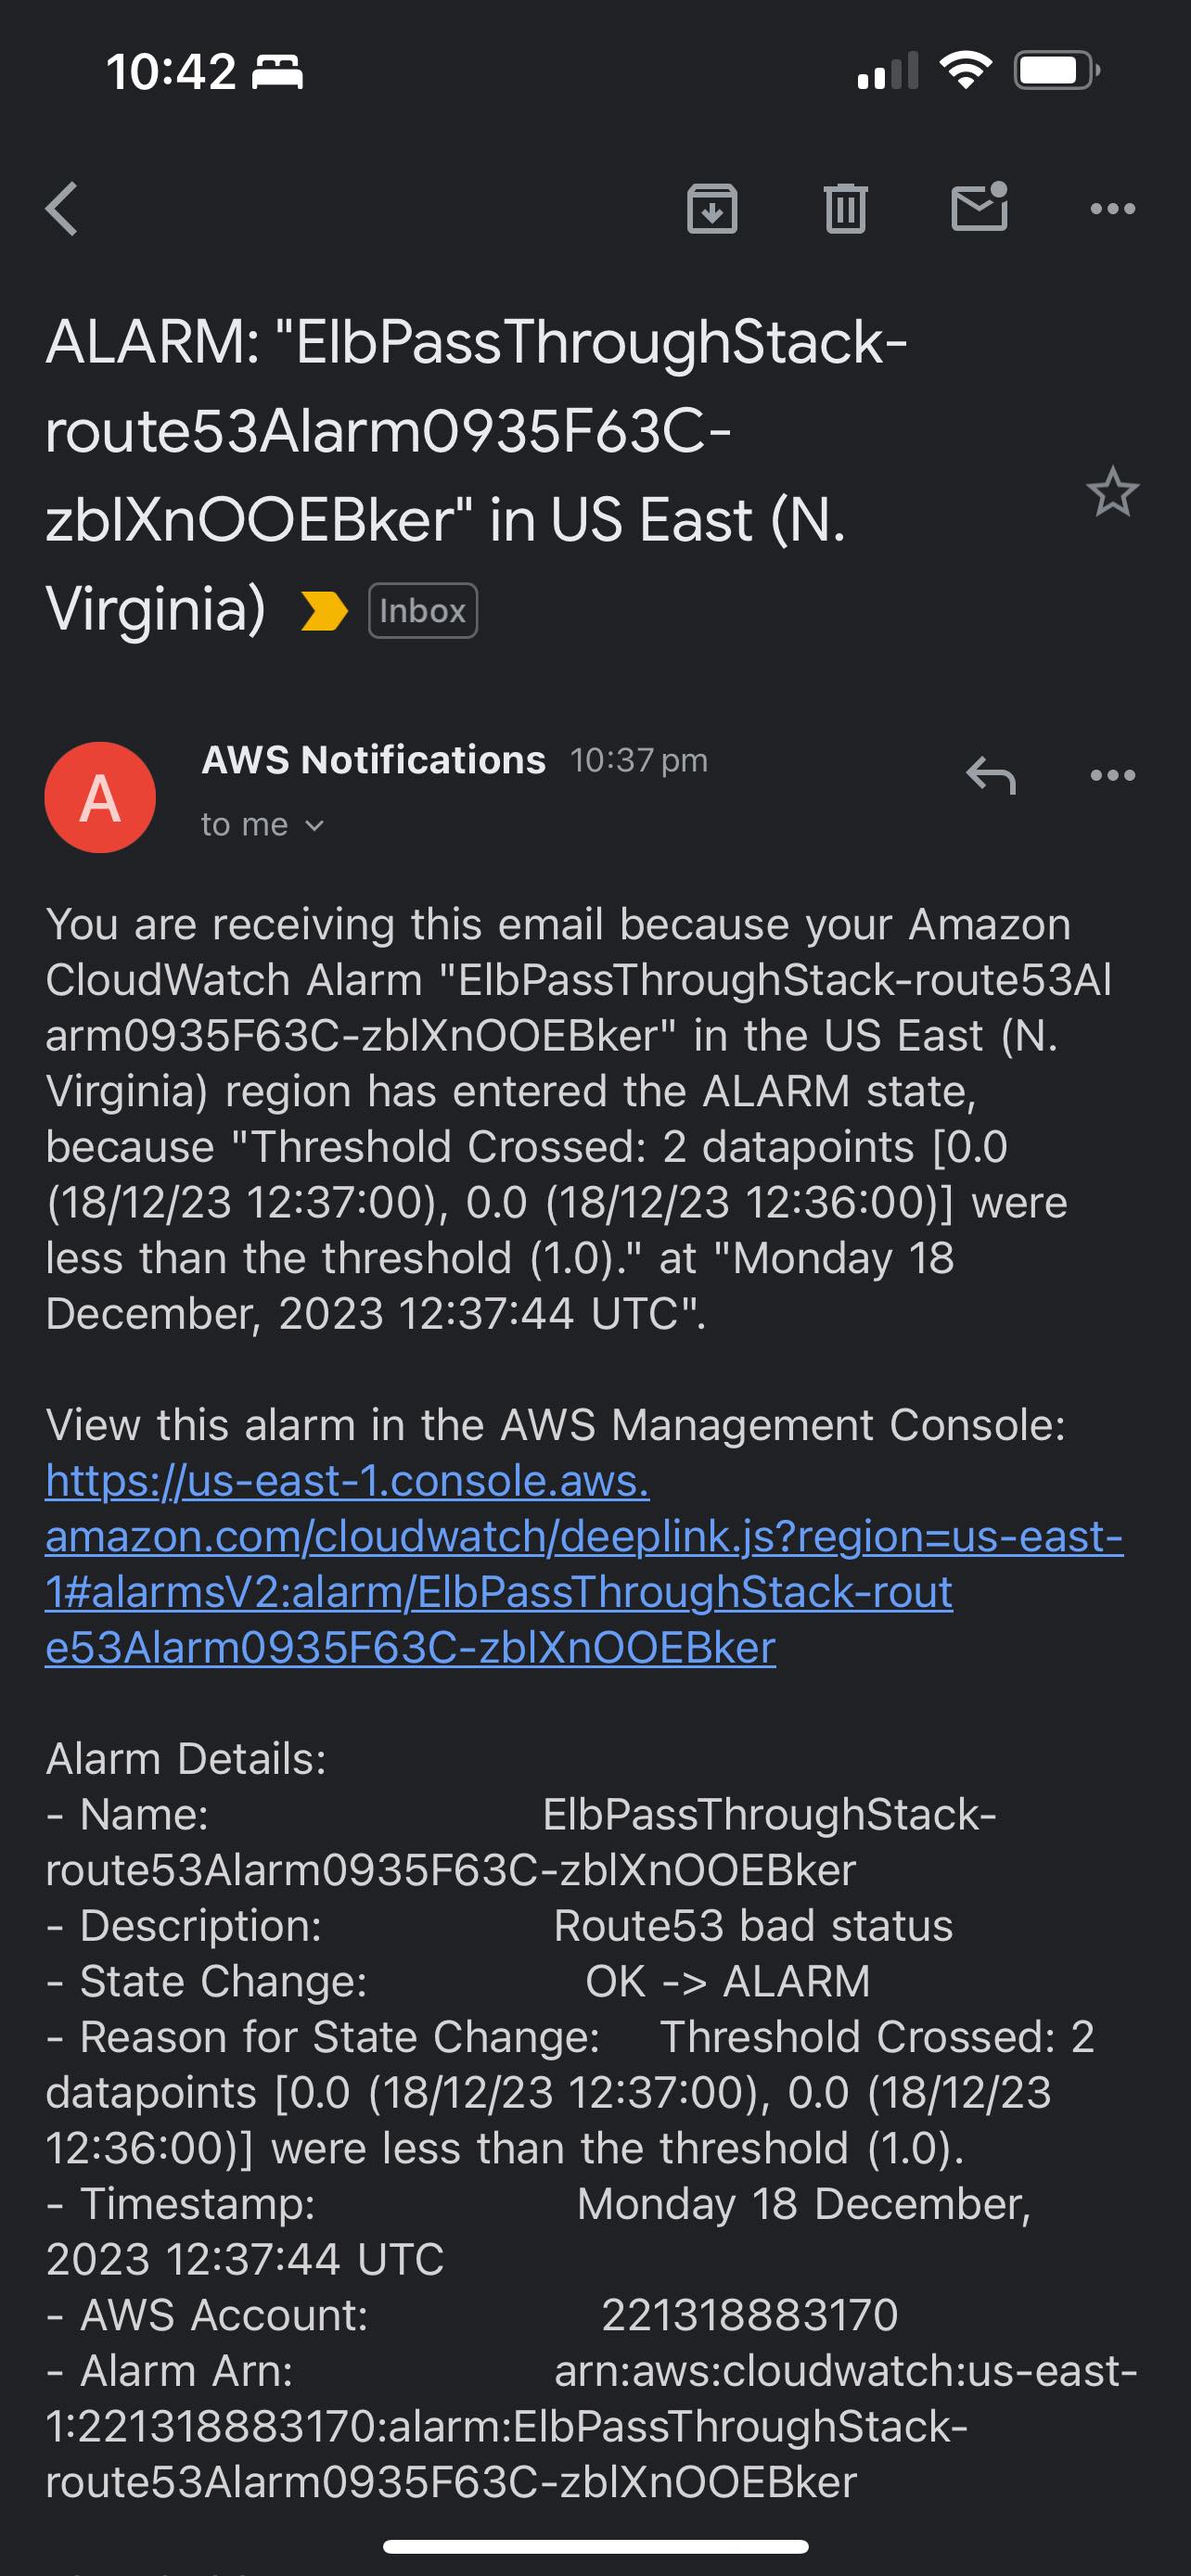 10:42
ALARM: "ElbPassThroughStack-
route53Alarm0935F63C-
zblXnOOEBker" in US East (N.
Virginia) Inbox
A
AWS Notifications 10:37 pm
to me
You are receiving this email because your Amazon
CloudWatch Alarm "ElbPassThroughStack-route53Al
arm0935F63C-zblXnOOEBker" in the US East (N.
Virginia) region has entered the ALARM state,
because "Threshold Crossed: 2 datapoints [0.0
(18/12/23 12:37:00), 0.0 (18/12/23 12:36:00)] were
less than the threshold (1.0)." at "Monday 18
December, 2023 12:37:44 UTC".
View this alarm in the AWS Management Console:
https://us-east-1.console.aws.
amazon.com/cloudwatch/deeplink.js?region=us-east-
1#alarmsV2:alarm/ElbPassThroughStack-rout
e53Alarm0935F63C-zblXnOOEBker
Alarm Details:
- Name: ElbPassThroughStack-
route53Alarm0935F63C-zblXnOOEBker
- Description: Route53 bad status
- State Change: OK -> ALARM
- Reason for State Change: Threshold Crossed: 2
datapoints [0.0 (18/12/23 12:37:00), 0.0 (18/12/23
12:36:00)] were less than the threshold (1.0).
- Timestamp: Monday 18 December,
2023 12:37:44 UTC
- AWS Account: 221318883170
- Alarm Arn: arn:aws:cloudwatch:us-east-
1:221318883170:alarm:ElbPassThroughStack-
route53Alarm0935F63C-zblXnOOEBker